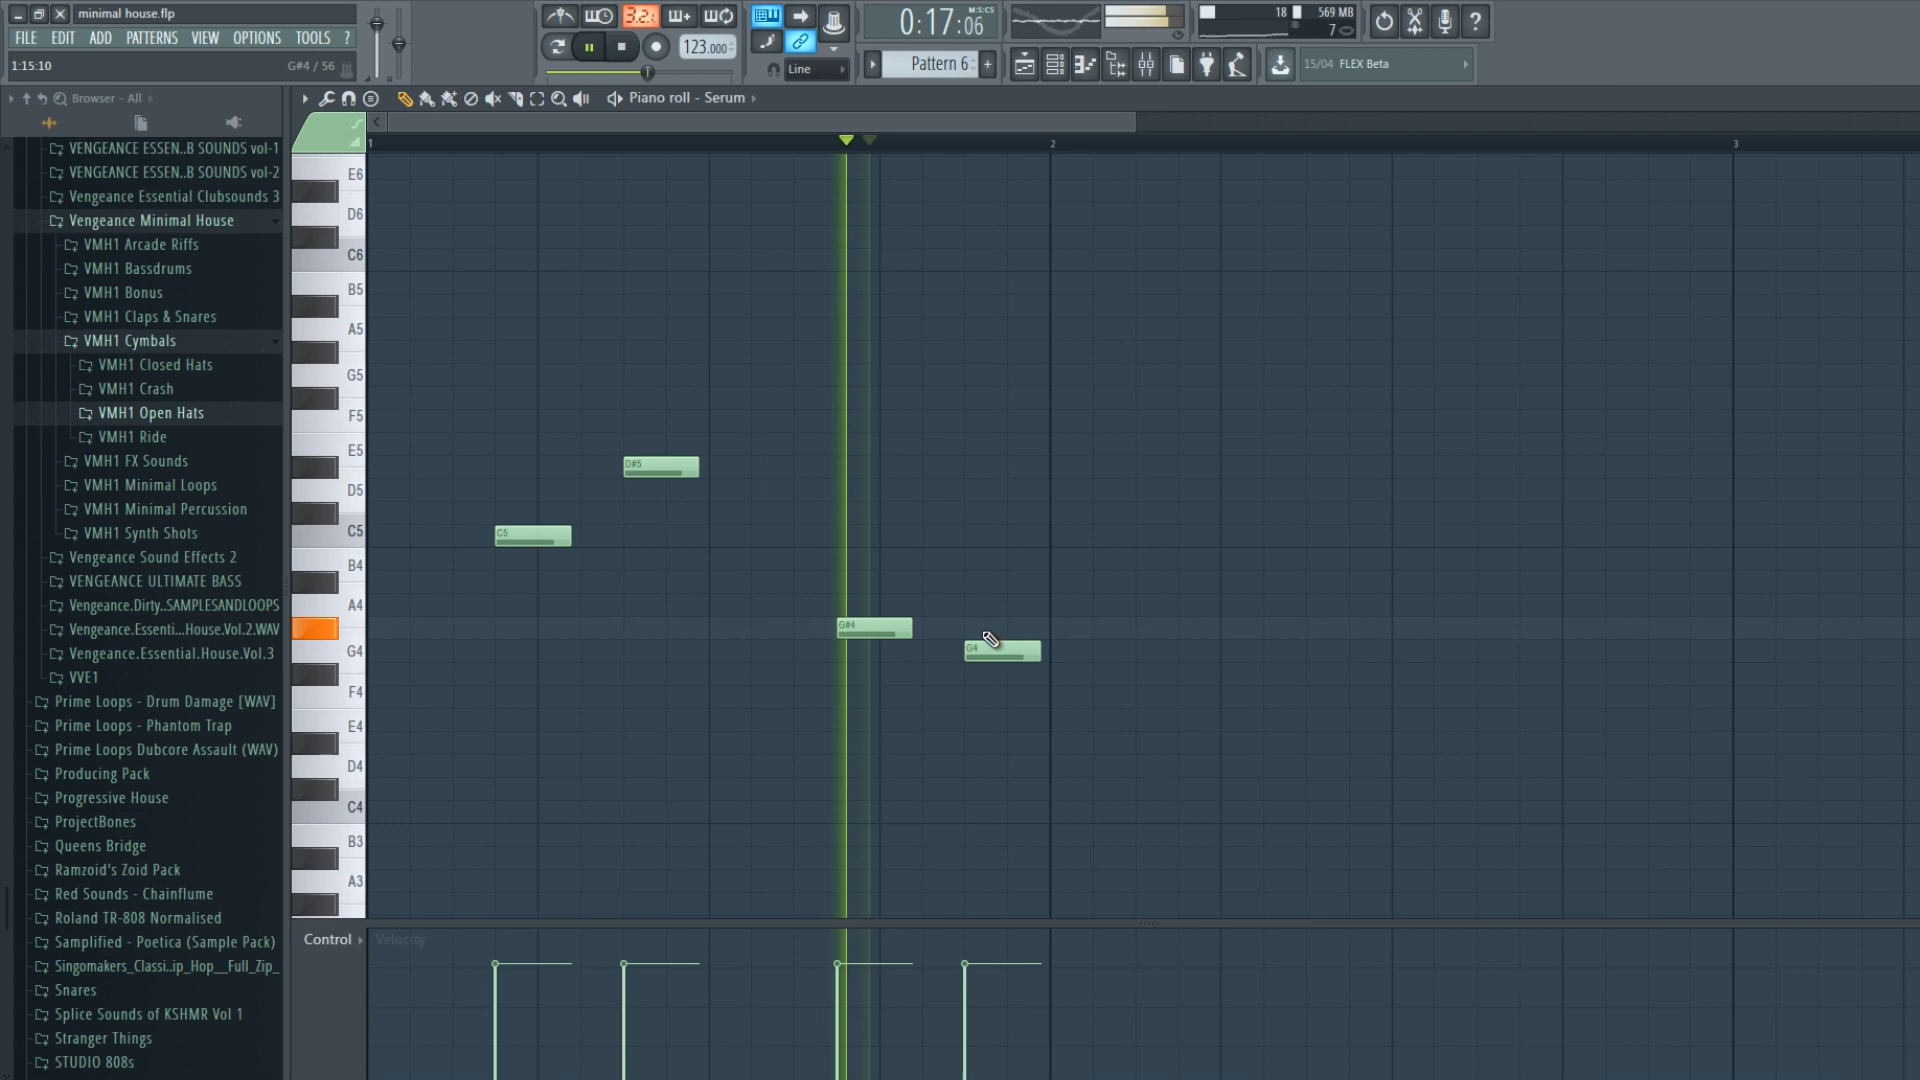 minimal house.flp
FILE EDIT ADD PATTERNS VIEW OPTIONS TOOLS ?
1:15:10 G#4 / 56
3.2
123.000
Line
0:17:06 M:S:CS
Pattern 6
18 569 MB
7
15/04 FLEX Beta
Browser - All
Piano roll - Serum
VENGEANCE ESSEN..B SOUNDS vol-1
VENGEANCE ESSEN..B SOUNDS vol-2
Vengeance Essential Clubsounds 3
Vengeance Minimal House
VMH1 Arcade Riffs
VMH1 Bassdrums
VMH1 Bonus
VMH1 Claps & Snares
VMH1 Cymbals
VMH1 Closed Hats
VMH1 Crash
VMH1 Open Hats
VMH1 Ride
VMH1 FX Sounds
VMH1 Minimal Loops
VMH1 Minimal Percussion
VMH1 Synth Shots
Vengeance Sound Effects 2
VENGEANCE ULTIMATE BASS
Vengeance.Dirty..SAMPLESANDLOOPS
Vengeance.Essenti...House.Vol.2.WAV
Vengeance.Essential.House.Vol.3
VVE1
Prime Loops - Drum Damage [WAV]
Prime Loops - Phantom Trap
Prime Loops Dubcore Assault (WAV)
Producing Pack
Progressive House
ProjectBones
Queens Bridge
Ramzoid's Zoid Pack
Red Sounds - Chainflume
Roland TR-808 Normalised
Samplified - Poetica (Sample Pack)
Singomakers_Classi..ip_Hop__Full_Zip_
Snares
Splice Sounds of KSHMR Vol 1
Stranger Things
STUDIO 808s
1 2 3
E6
D6
C6
B5
A5
G5
F5
E5
D5
C5
B4
A4
G4
F4
E4
D4
C4
B3
A3
D#5
C5
G#4
G4
Control Velocity